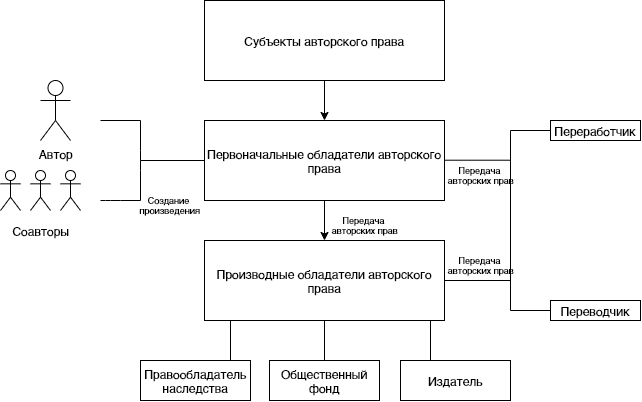 Субъекты авторского права
Автор
Соавторы
Создание
произведения
Первоначальные обладатели авторского
права
Передача
авторских прав
Переработчик
Передача
авторских прав
Производные обладатели авторского
права
Передача
авторских прав
Переводчик
Правообладатель
наследства
Общественный
фонд
Издатель